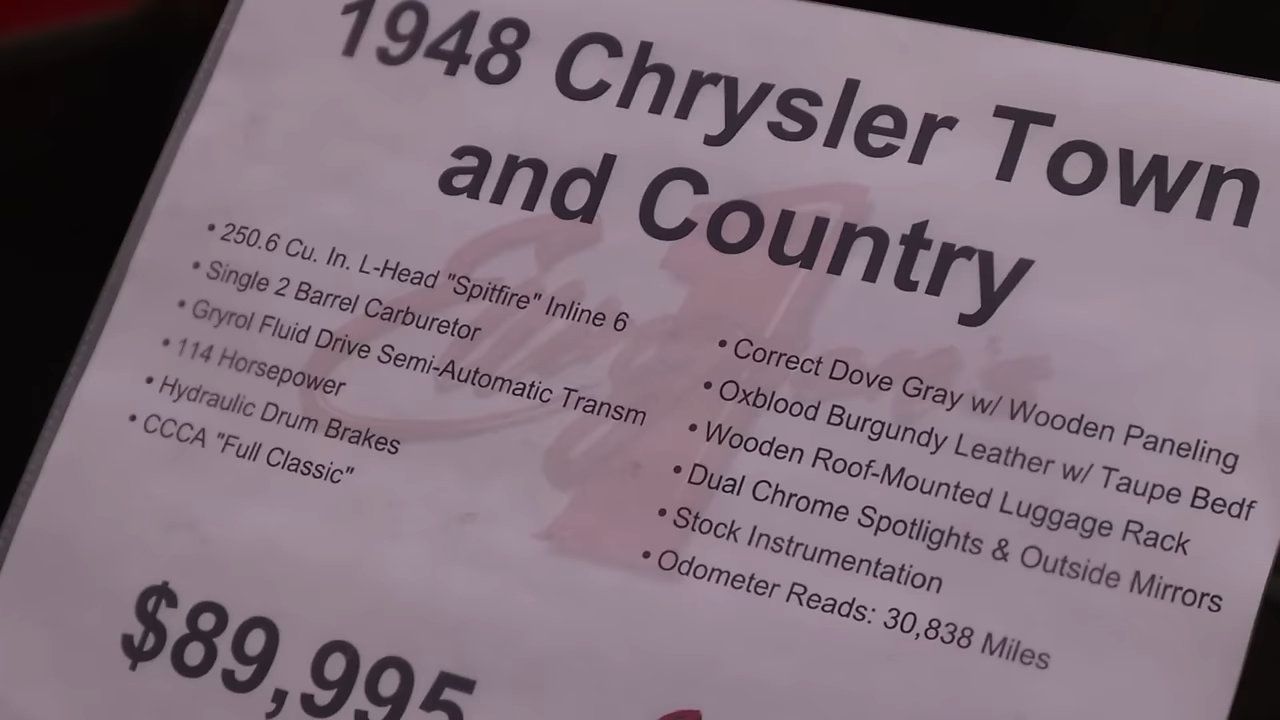 1948 Chrysler Town
and Country
• 250.6 Cu. In. L-Head "Spitfire" Inline 6
• Single 2 Barrel Carburetor
• Gryrol Fluid Drive Semi-Automatic Transm
• 114 Horsepower
• Hydraulic Drum Brakes
• CCCA "Full Classic"
• Correct Dove Gray w/ Wooden Paneling
• Oxblood Burgundy Leather w/ Taupe Bedf
• Wooden Roof-Mounted Luggage Rack
• Dual Chrome Spotlights & Outside Mirrors
• Stock Instrumentation
• Odometer Reads: 30,838 Miles
$89,995